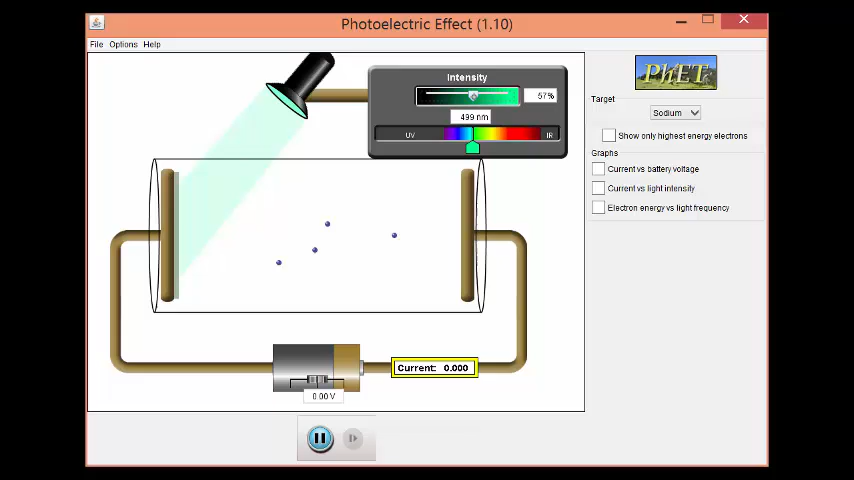 Photoelectric Effect (1.10)
File Options Help
Intensity
57%
499 nm
UV
IR
PhET
Target
Sodium
Show only highest energy electrons
Graphs
Current vs battery voltage
Current vs light intensity
Electron energy vs light frequency
Current: 0.000
0.00 V